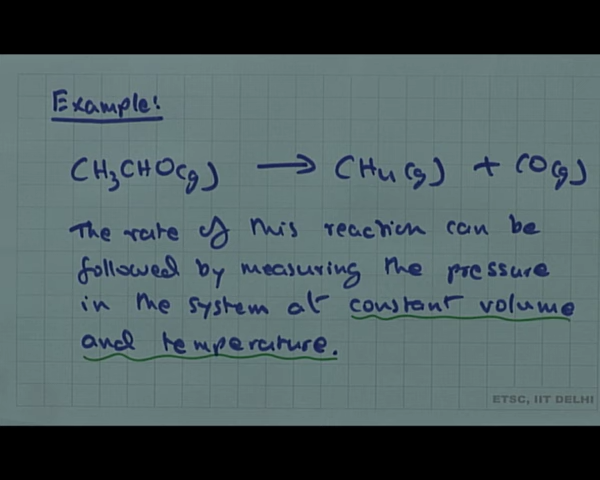 Example:
CH3CHO(g) → CH4(g) + CO(g)
The rate of this reaction can be
followed by measuring the pressure
in the system at constant volume
and temperature.
ETSC, IIT DELHI